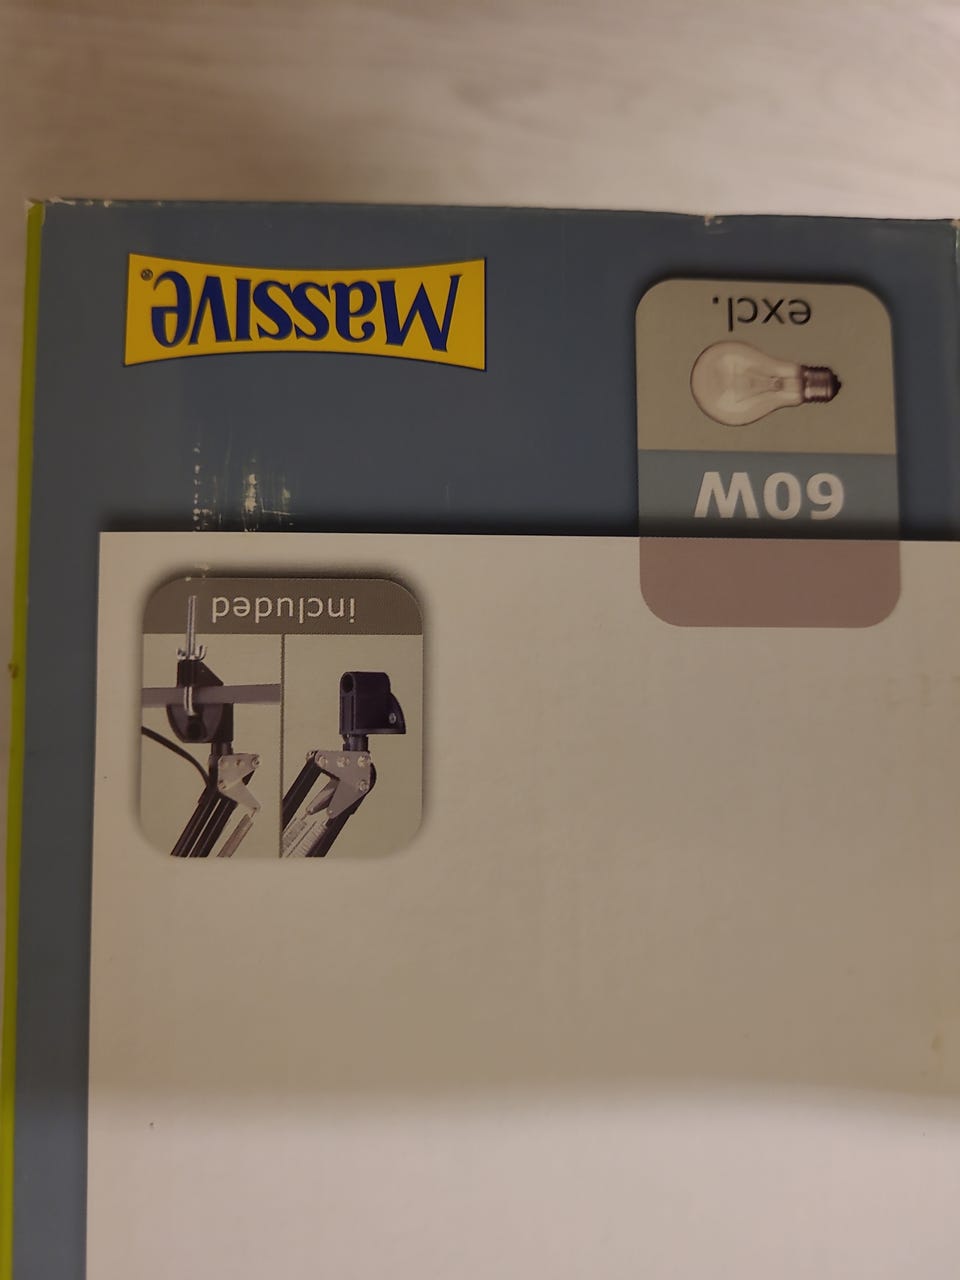 included
60W
excl.
Massive®